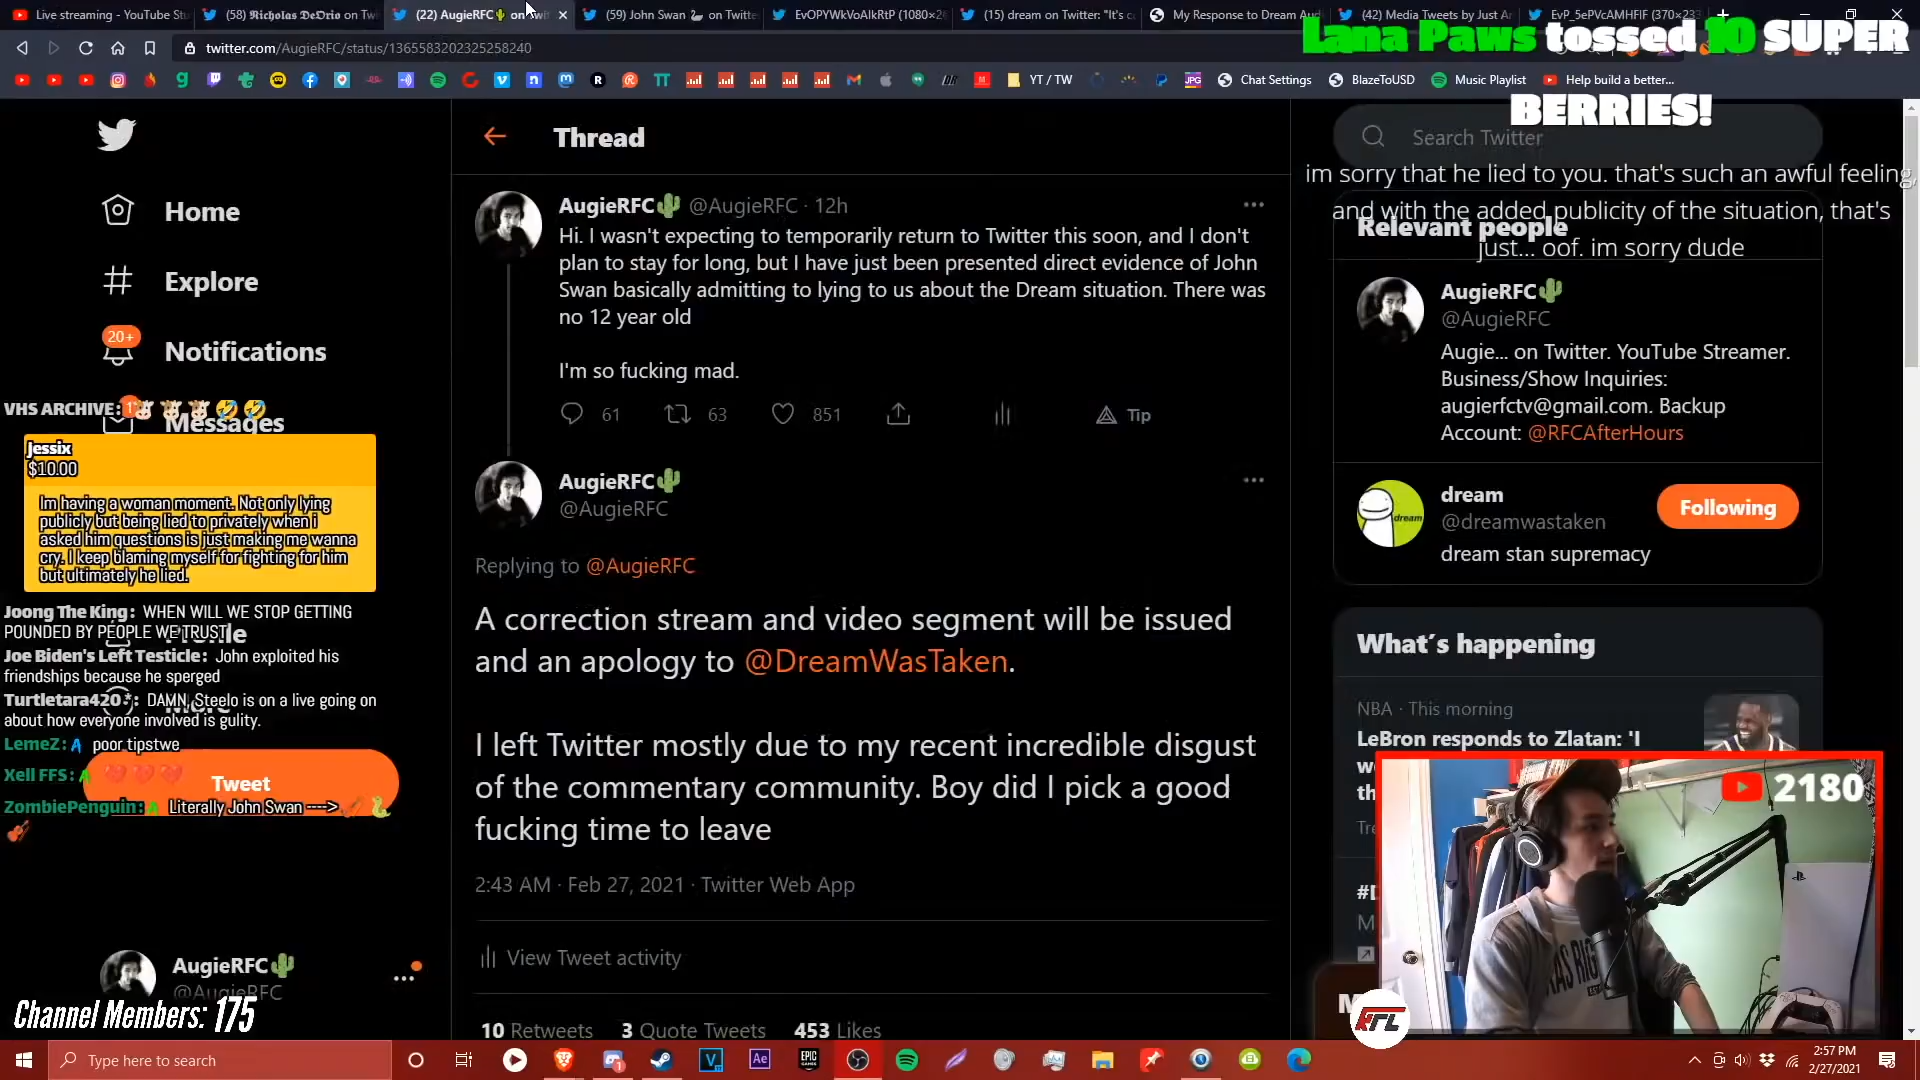 Live streaming - YouTube Stu
(58) Nicholas DeOrio on Twi
(22) AugieRFC on Twit
(59) John Swan on Twitte
EvOPYWkVoAIkRtP (1080×2
(15) dream on Twitter: "It's c
My Response to Dream Aud
(42) Media Tweets by Just Ar
EvP_5ePVcAMHFIF (370×233
twitter.com/AugieRFC/status/1365583202325258240
Lana Paws tossed 10 SUPER
BERRIES!
im sorry that he lied to you. that's such an awful feeling,
and with the added publicity of the situation, that's
just... oof. im sorry dude
YT / TW
Chat Settings
BlazeToUSD
Music Playlist
Help build a better...
Home
Explore
20+
Notifications
Messages
Profile
More
Tweet
AugieRFC
@AugieRFC
VHS ARCHIVE:
Jessix
$10.00
Im having a woman moment. Not only lying
publicly but being lied to privately when i
asked him questions is just making me wanna
cry. I keep blaming myself for fighting for him
but ultimately he lied.
Joong The King: WHEN WILL WE STOP GETTING
POUNDED BY PEOPLE WE TRUST
Joe Biden's Left Testicle: John exploited his
friendships because he sperged
Turtletara420 *: DAMN, Steelo is on a live going on
about how everyone involved is gulity.
LemeZ: poor tipstwe
Xell FFS:
ZombiePenguin: Literally John Swan ---->
Channel Members: 175
Thread
AugieRFC @AugieRFC · 12h
Hi. I wasn't expecting to temporarily return to Twitter this soon, and I don't
plan to stay for long, but I have just been presented direct evidence of John
Swan basically admitting to lying to us about the Dream situation. There was
no 12 year old
I'm so fucking mad.
61 63 851 Tip
AugieRFC
@AugieRFC
Replying to @AugieRFC
A correction stream and video segment will be issued
and an apology to @DreamWasTaken.
I left Twitter mostly due to my recent incredible disgust
of the commentary community. Boy did I pick a good
fucking time to leave
2:43 AM · Feb 27, 2021 · Twitter Web App
View Tweet activity
10 Retweets 3 Quote Tweets 453 Likes
Search Twitter
Relevant people
AugieRFC
@AugieRFC
Augie... on Twitter. YouTube Streamer.
Business/Show Inquiries:
augierfctv@gmail.com. Backup
Account: @RFCAfterHours
dream
@dreamwastaken
Following
dream stan supremacy
What's happening
NBA · This morning
LeBron responds to Zlatan: 'I
2180
Type here to search
2:57 PM
2/27/2021